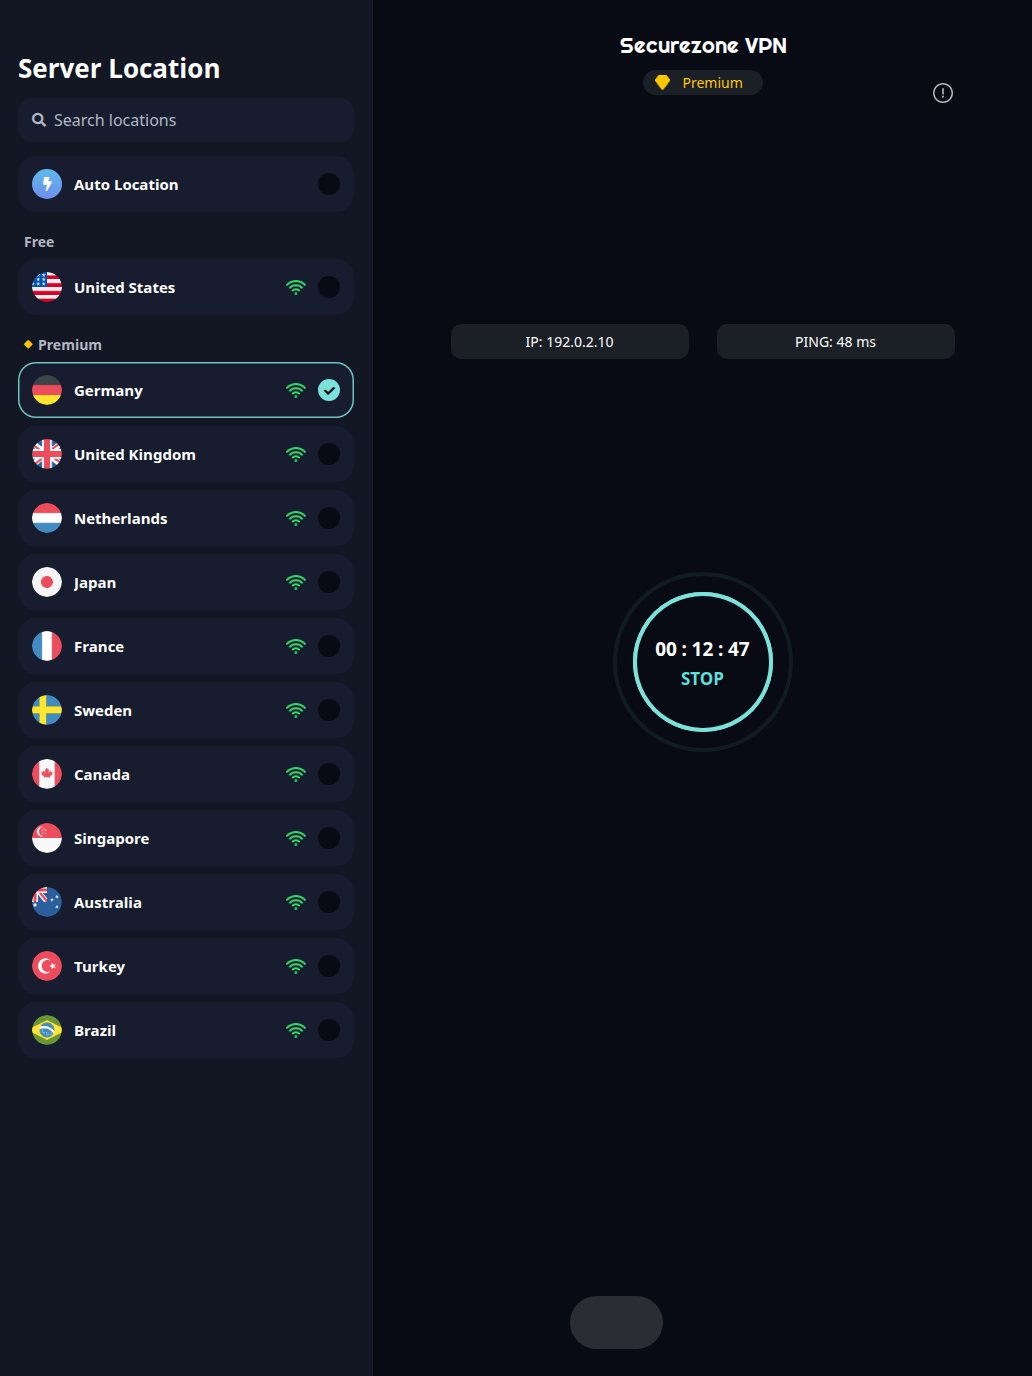 Server Location
Search locations
Auto Location
Free
United States
Premium
Germany
United Kingdom
Netherlands
Japan
France
Sweden
Canada
Singapore
Australia
Turkey
Brazil
Securezone VPN
Premium
IP: 192.0.2.10
PING: 48 ms
00 : 12 : 47
STOP